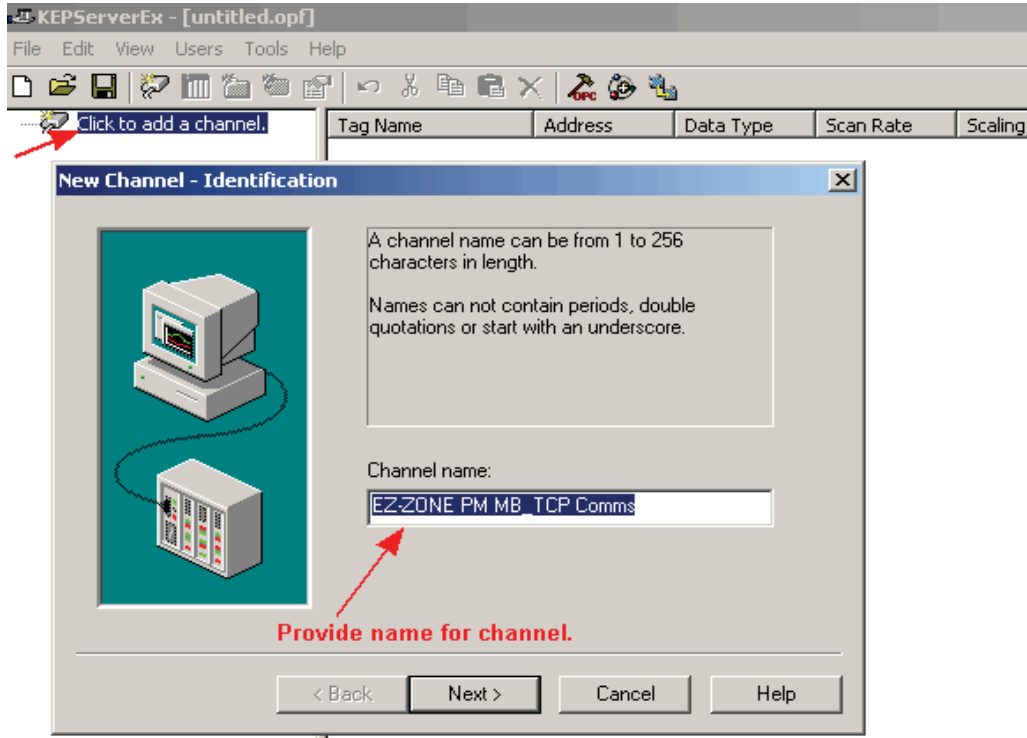 KEPServerEx - [untitled.opf]
File Edit View Users Tools Help
OPC
Click to add a channel.
Tag Name Address Data Type Scan Rate Scaling
New Channel - Identification
A channel name can be from 1 to 256
characters in length.
Names can not contain periods, double
quotations or start with an underscore.
Channel name:
EZ-ZONE PM MB_TCP Comms
Provide name for channel.
< Back Next > Cancel Help